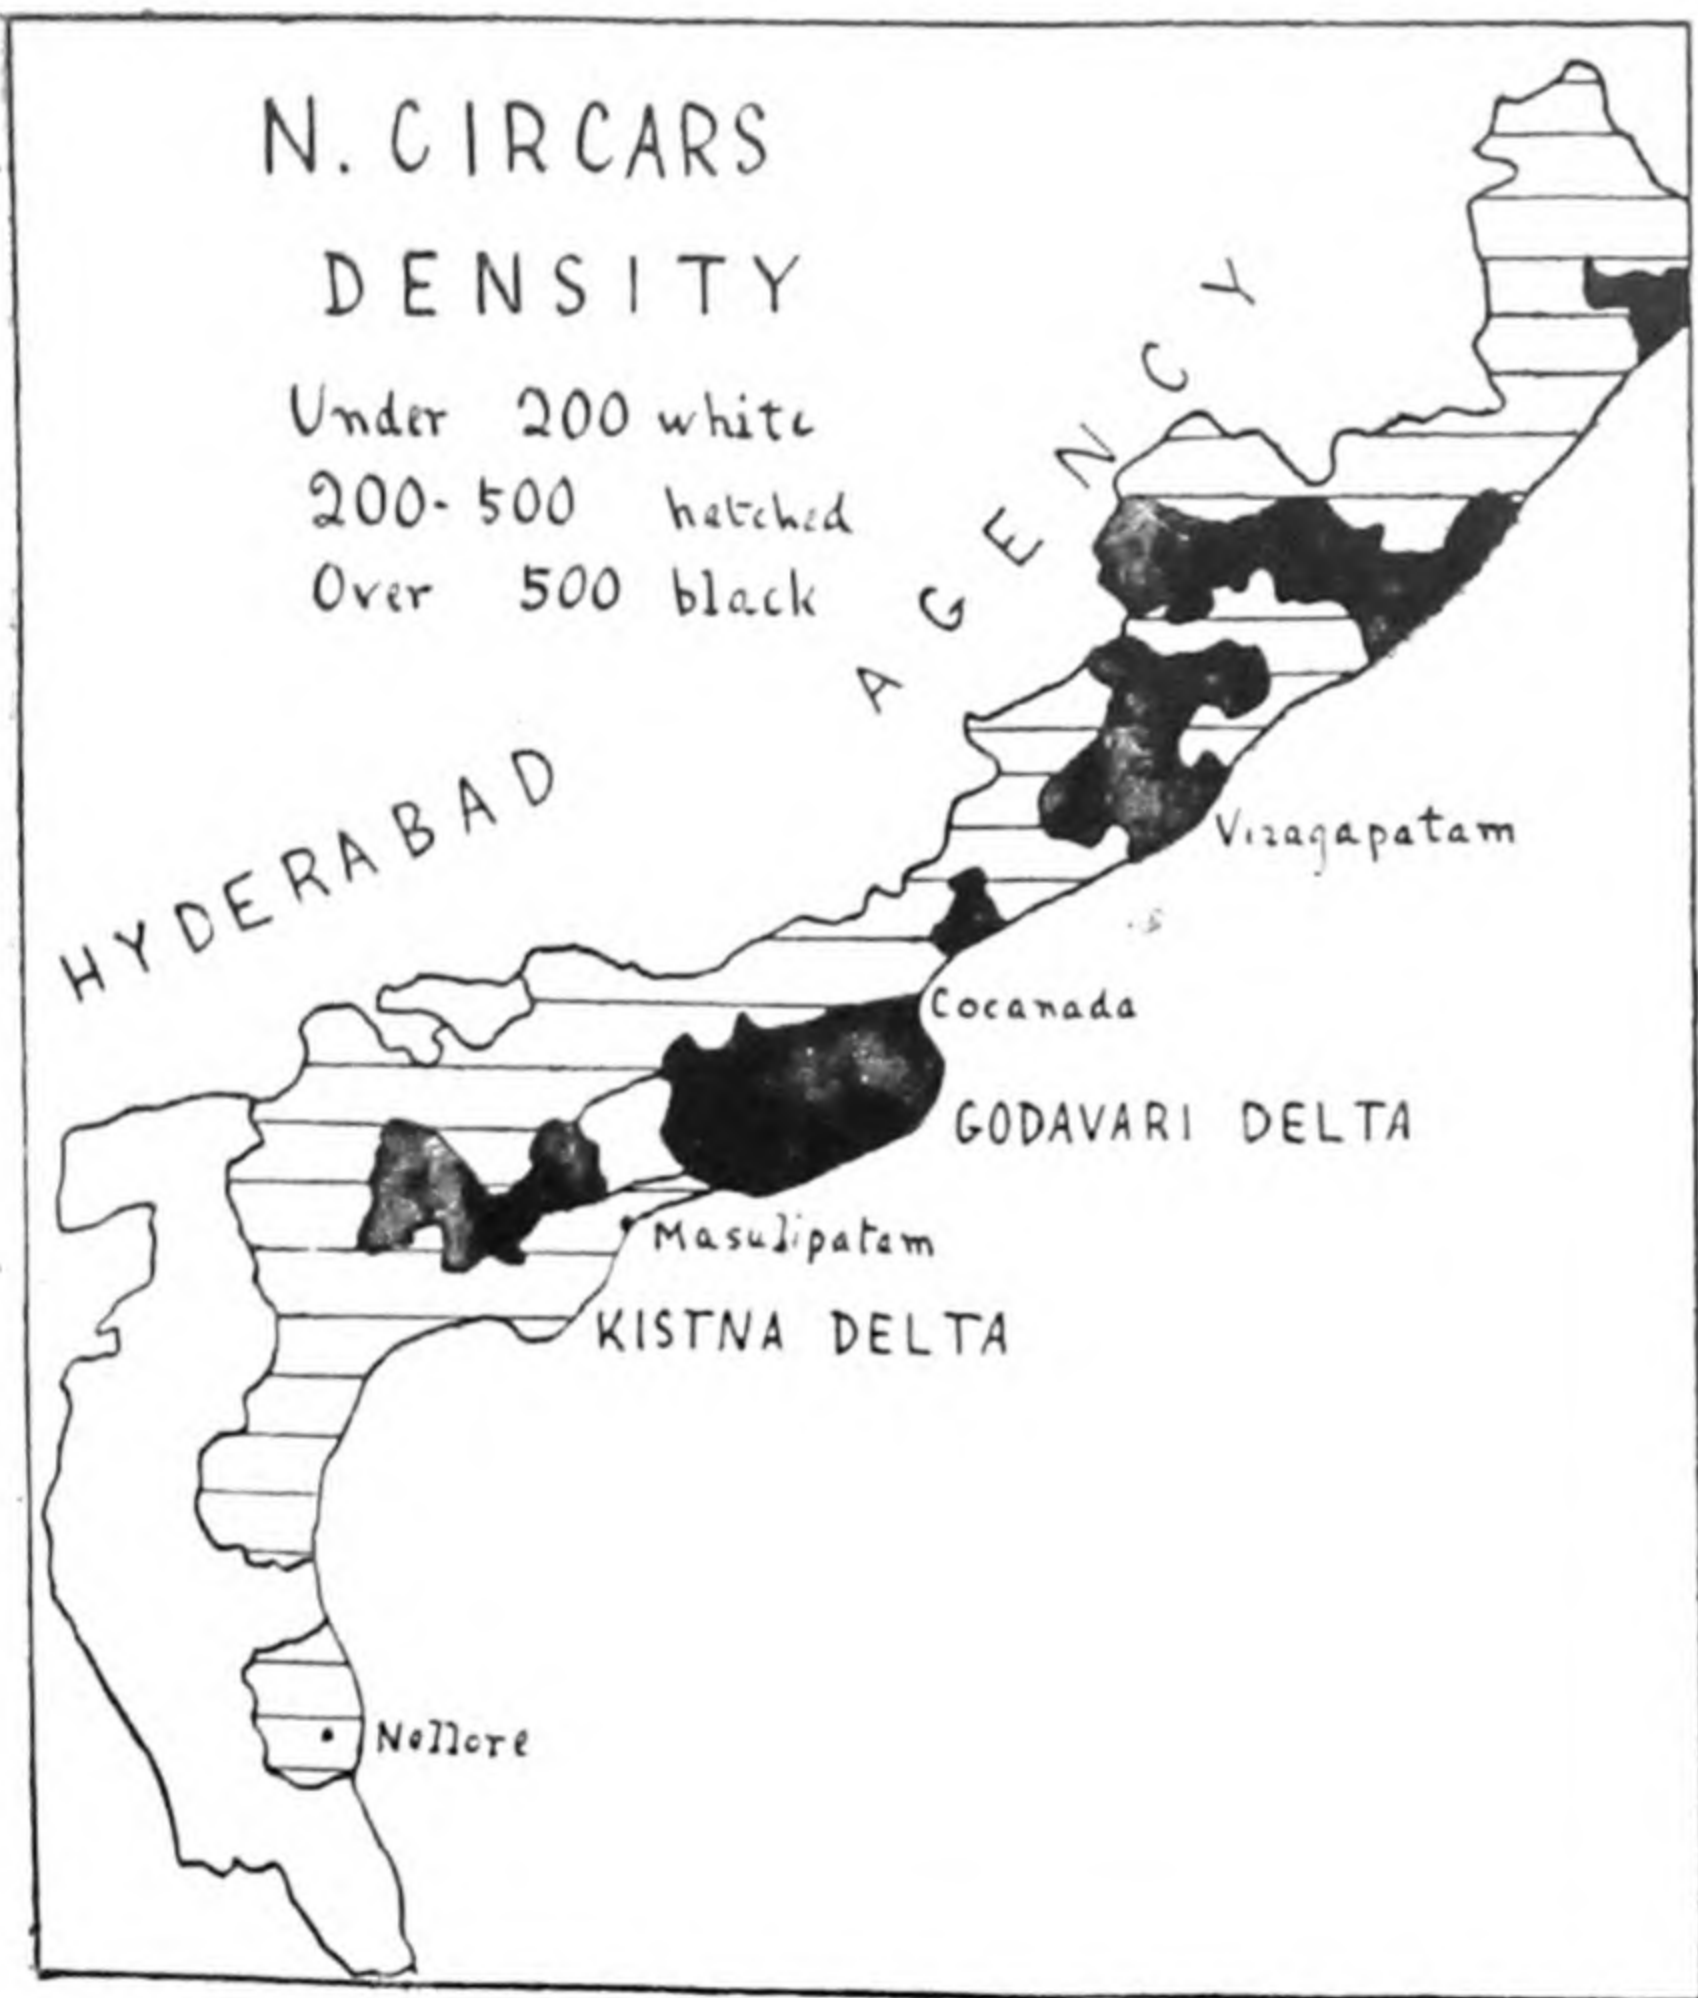 N. CIRCARS
DENSITY
Under 200 white
200-500 hatched
Over 500 black
AGENCY
HYDERABAD
Vizagapatam
Cocanada
GODAVARI DELTA
Masulipatam
KISTNA DELTA
Nellore